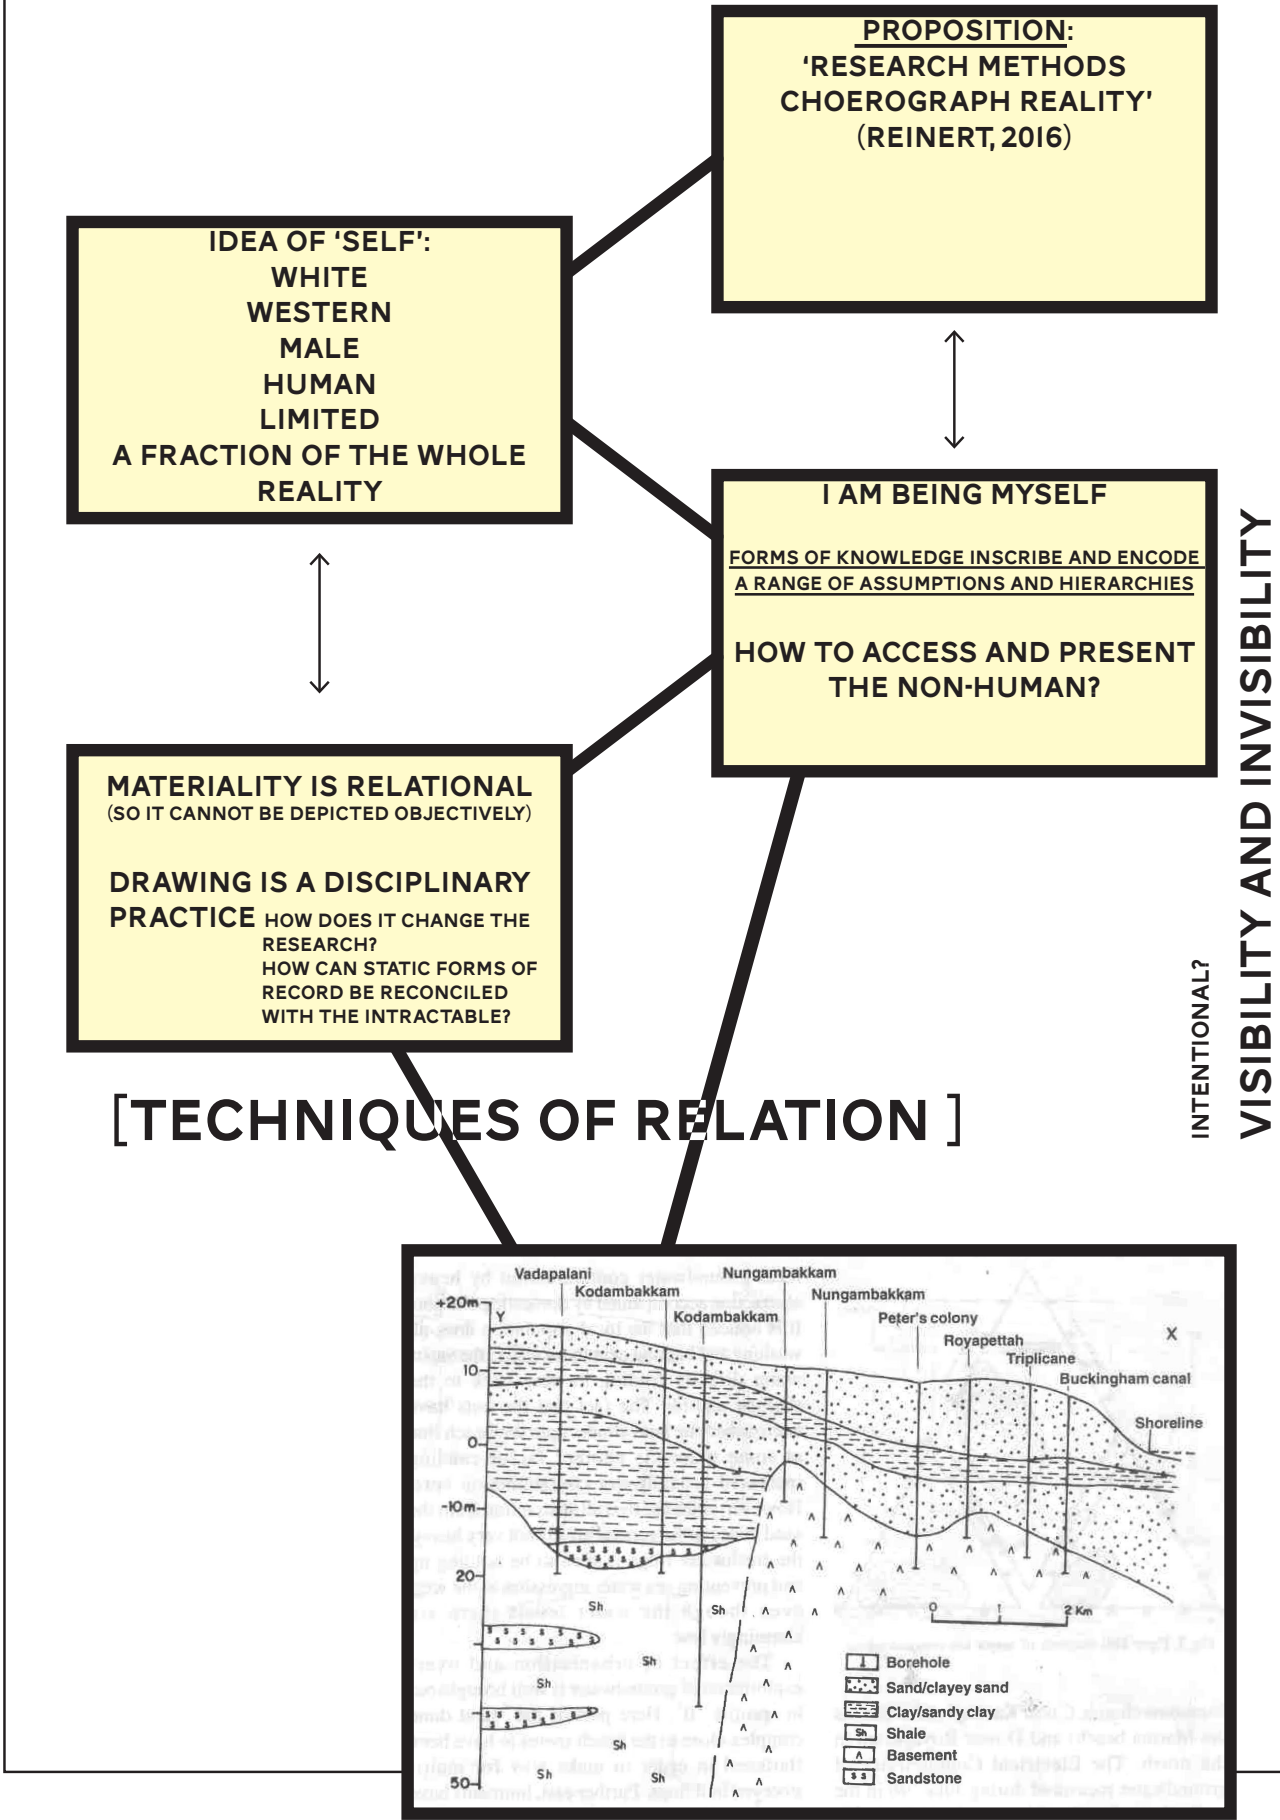 PROPOSITION:
‘RESEARCH METHODS
CHOEROGRAPH REALITY’
(REINERT, 2016)
IDEA OF ‘SELF’:
WHITE
WESTERN
MALE
HUMAN
LIMITED
A FRACTION OF THE WHOLE
REALITY
I AM BEING MYSELF
FORMS OF KNOWLEDGE INSCRIBE AND ENCODE
A RANGE OF ASSUMPTIONS AND HIERARCHIES
HOW TO ACCESS AND PRESENT
THE NON-HUMAN?
MATERIALITY IS RELATIONAL
(SO IT CANNOT BE DEPICTED OBJECTIVELY)
DRAWING IS A DISCIPLINARY
PRACTICE HOW DOES IT CHANGE THE
RESEARCH?
HOW CAN STATIC FORMS OF
RECORD BE RECONCILED
WITH THE INTRACTABLE?
INTENTIONAL?
VISIBILITY AND INVISIBILITY
[TECHNIQUES OF RELATION ]
Vadapalani
Kodambakkam
Kodambakkam
Nungambakkam
Nungambakkam
Peter's colony
Royapettah
Triplicane
Buckingham canal
Shoreline
+20m
Y
X
10
0
-10m
20
50
Sh
Sh
Sh
Sh
Sh
Sh
Sh
0
1
2 Km
Borehole
Sand/clayey sand
Clay/sandy clay
Sh Shale
Basement
Sandstone